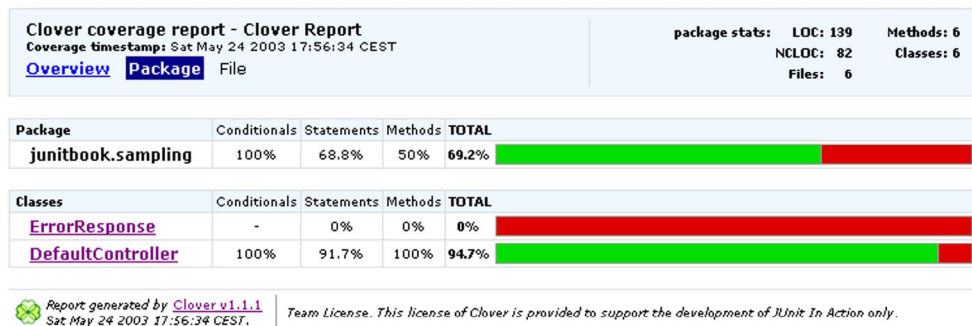 Clover coverage report - Clover Report
Coverage timestamp: Sat May 24 2003 17:56:34 CEST
Overview Package File
package stats: LOC: 139 Methods: 6
NCLOC: 82 Classes: 6
Files: 6
Package Conditionals Statements Methods TOTAL
junitbook.sampling 100% 68.8% 50% 69.2%
Classes Conditionals Statements Methods TOTAL
ErrorResponse - 0% 0% 0%
DefaultController 100% 91.7% 100% 94.7%
Report generated by Clover v1.1.1
Sat May 24 2003 17:56:34 CEST.
Team License. This license of Clover is provided to support the development of JUnit In Action only.